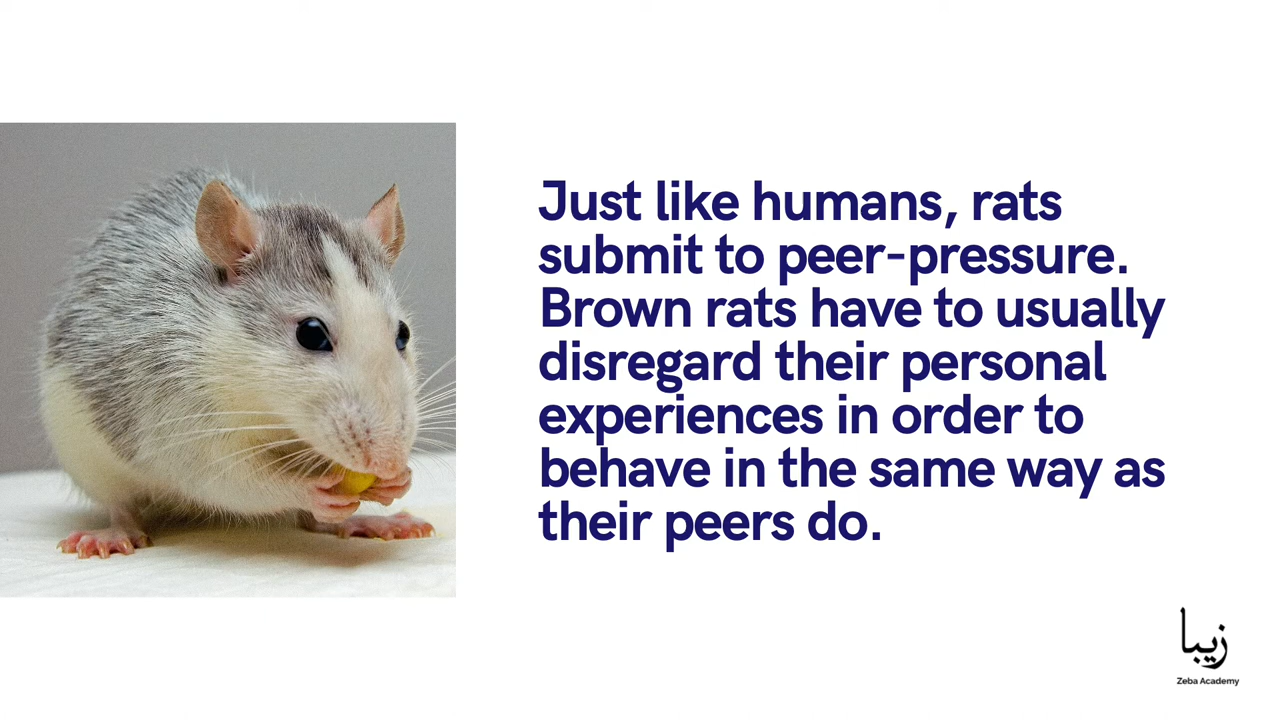 Just like humans, rats
submit to peer-pressure.
Brown rats have to usually
disregard their personal
experiences in order to
behave in the same way as
their peers do.
زیبا
Zeba Academy